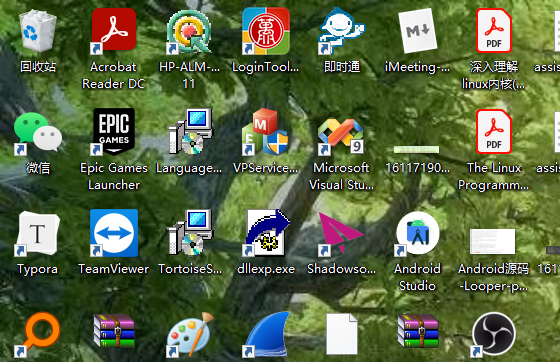 回收站
Acrobat
Reader DC
HP-ALM-...
11
LoginTool...
即时通
iMeeting-...
深入理解
linux内核(...
assis
微信
Epic Games
Launcher
Language...
VPService...
Microsoft
Visual Stu...
16117190...
The Linux
Programm...
assis
Typora
TeamViewer
TortoiseS...
dllexp.exe
Shadowso...
Android
Studio
Android源码
-Looper-p...
161
PDF
EPIC
GAMES
PDF
T
9